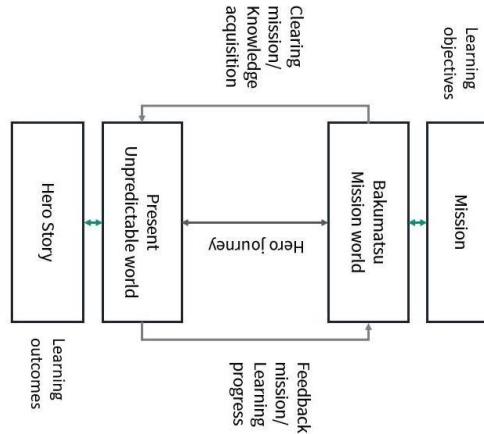 Learning
objectives
Mission
Bakumatsu
Mission world
Clearing
mission/
Knowledge
acquisition
Hero journey
Feedback
mission/
Learning
progress
Present
Unpredictable world
Hero Story
Learning
outcomes